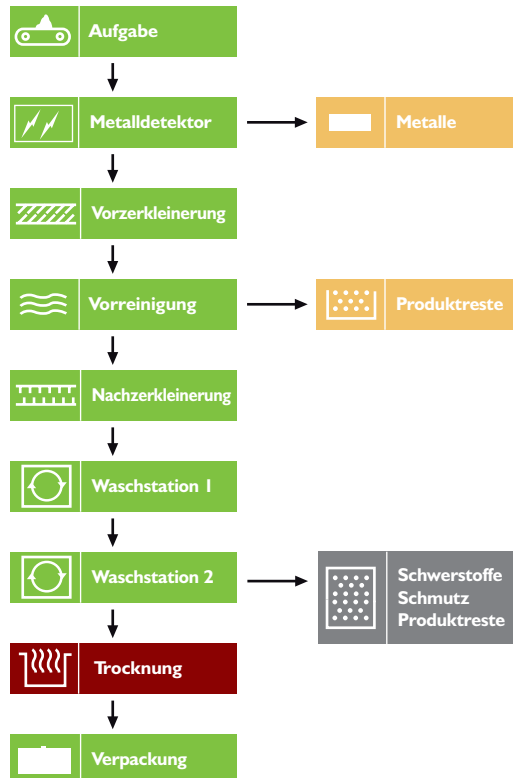 Aufgabe
Metalldetektor
Metalle
Vorzerkleinerung
Vorreinigung
Produktreste
Nachzerkleinerung
Waschstation 1
Waschstation 2
Schwerstoffe
Schmutz
Produktreste
Trocknung
Verpackung